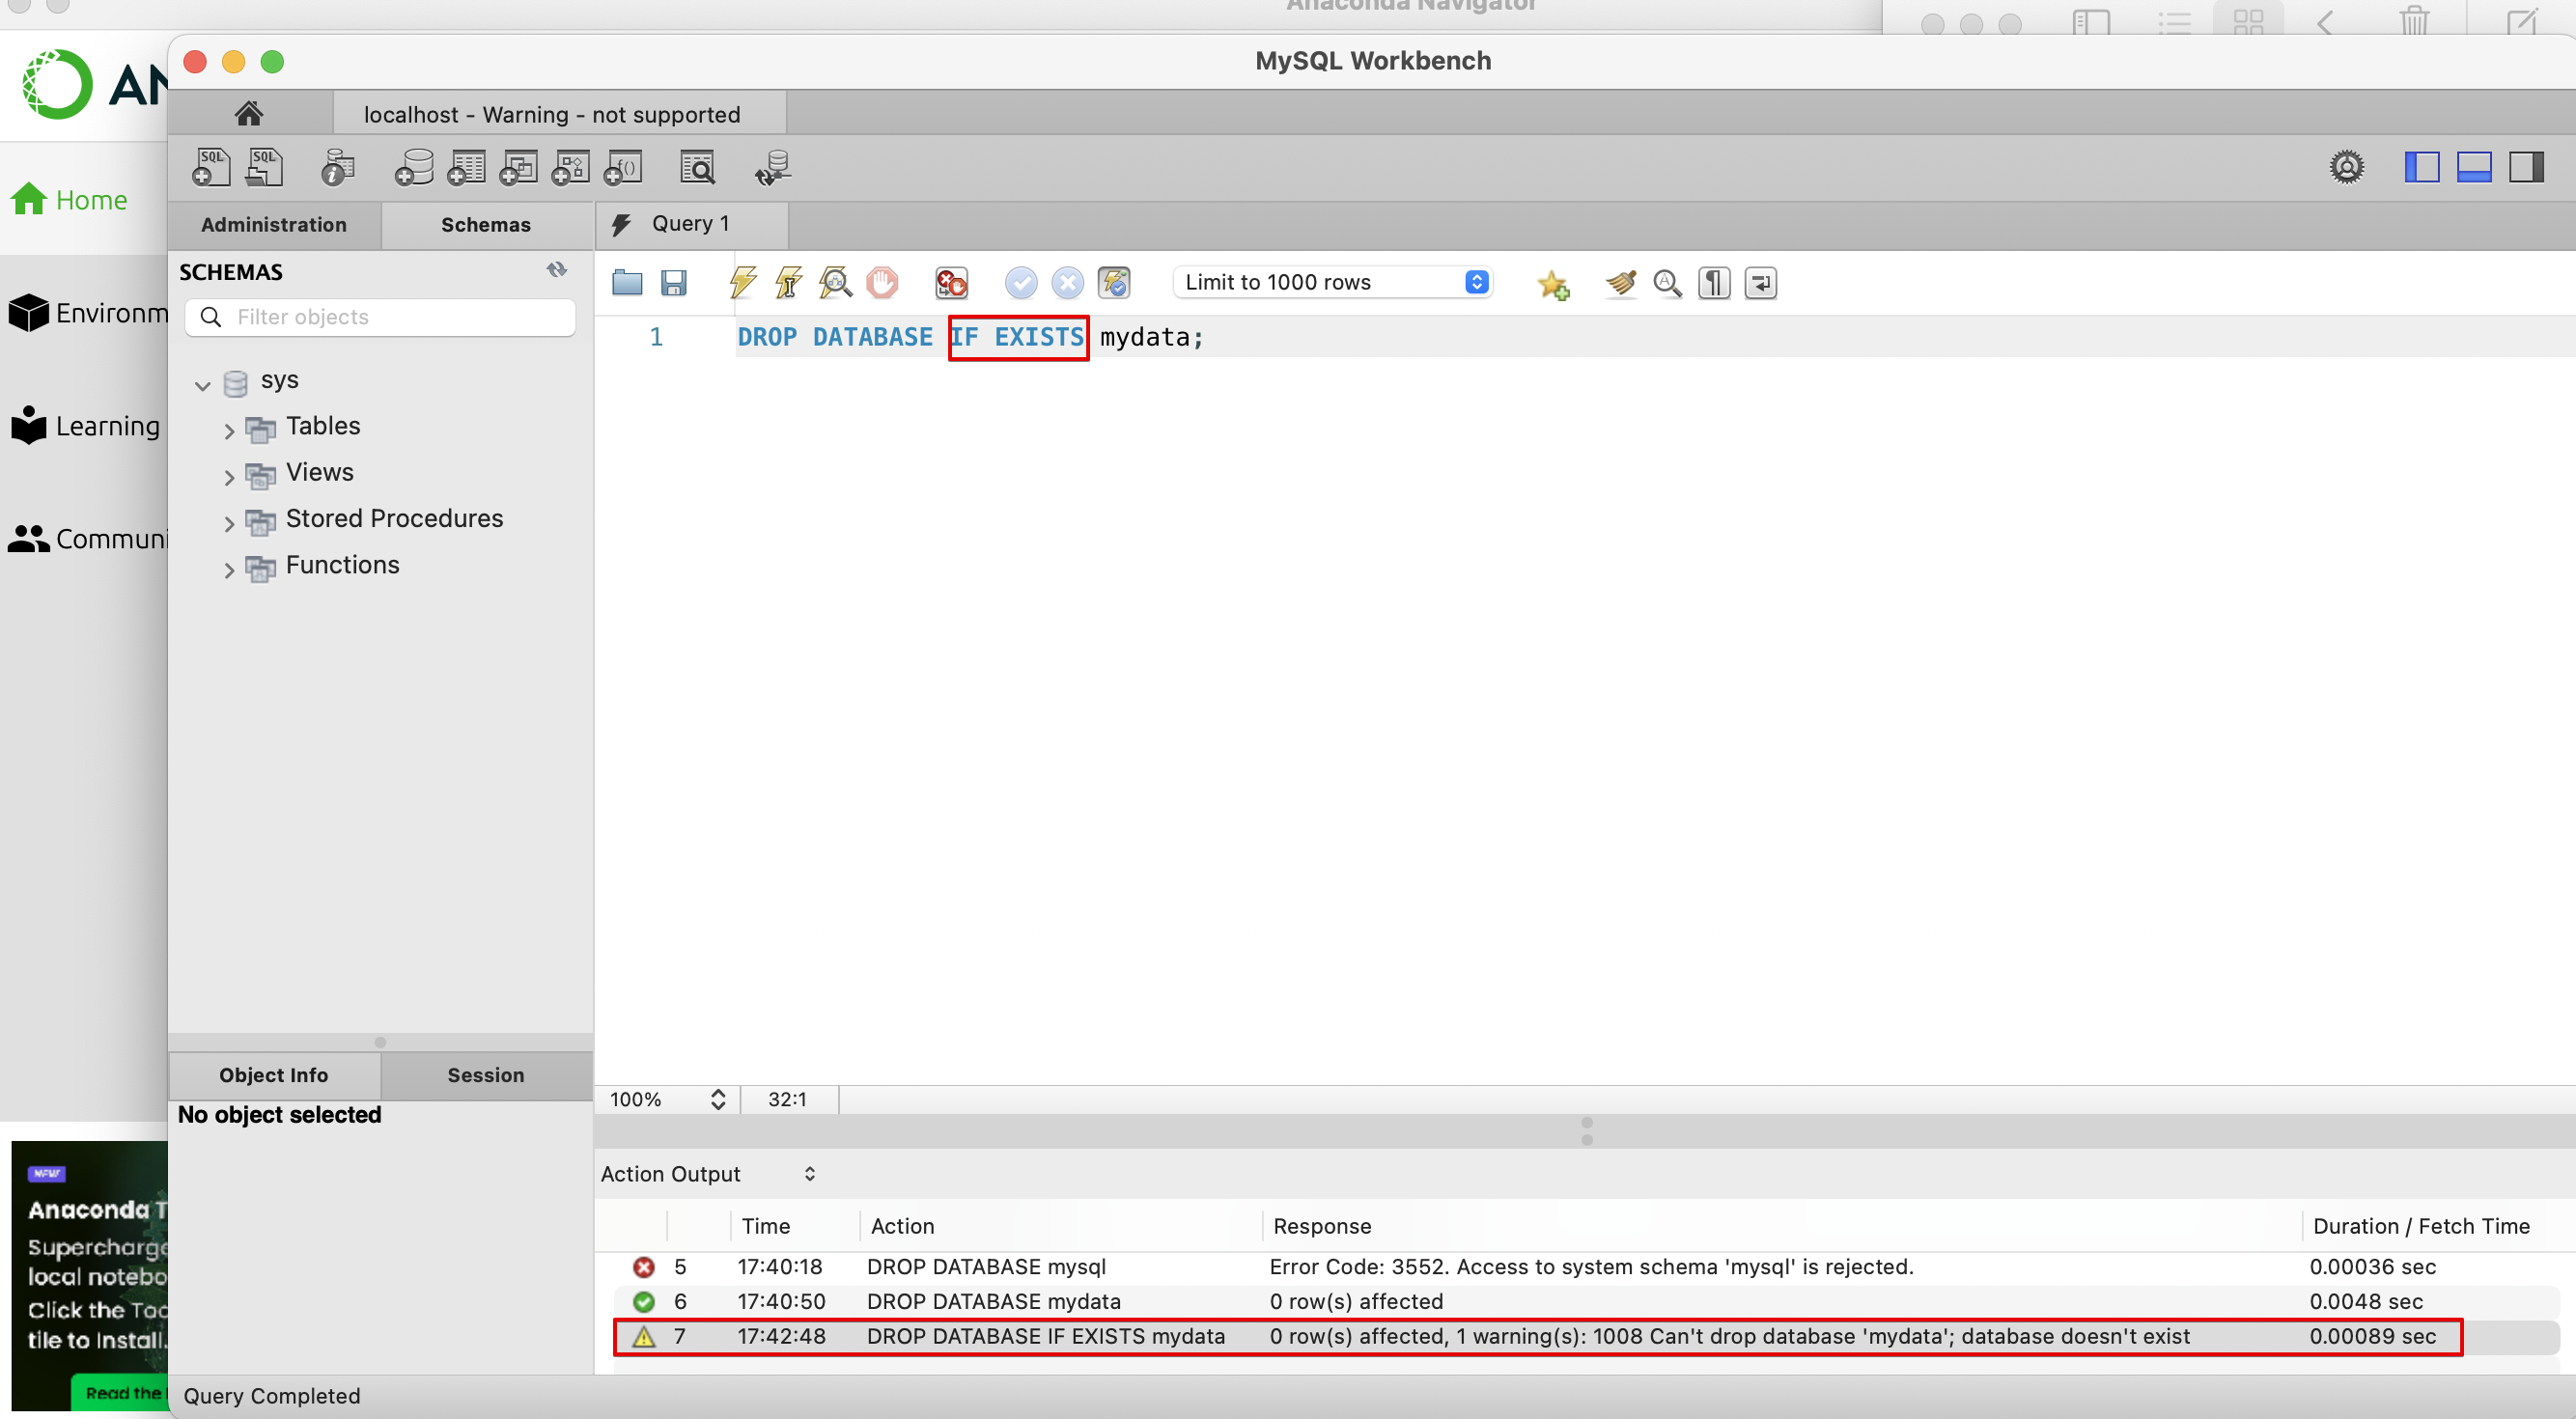 Anaconda Navigator
AN
MySQL Workbench
localhost - Warning - not supported
SQL
SQL
Home
Administration
Schemas
Query 1
SCHEMAS
Filter objects
Limit to 1000 rows
Environm
1
DROP DATABASE IF EXISTS mydata;
sys
Tables
Learning
Views
Stored Procedures
Communi
Functions
Object Info
Session
100%
32:1
No object selected
NEW
Action Output
Anaconda T
Supercharge
local notebo
Click the Too
tile to Install.
Read the
Time
Action
Response
Duration / Fetch Time
5 17:40:18 DROP DATABASE mysql Error Code: 3552. Access to system schema 'mysql' is rejected. 0.00036 sec
6 17:40:50 DROP DATABASE mydata 0 row(s) affected 0.0048 sec
7 17:42:48 DROP DATABASE IF EXISTS mydata 0 row(s) affected, 1 warning(s): 1008 Can't drop database 'mydata'; database doesn't exist 0.00089 sec
Query Completed